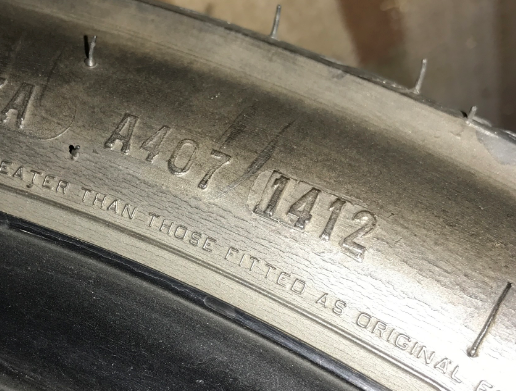 A A407 1412
EATER THAN THOSE FITTED AS ORIGINAL E